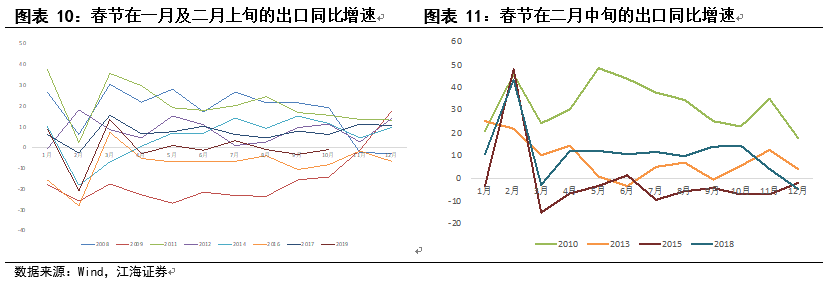 图表 10：春节在一月及二月上旬的出口同比增速
图表 11：春节在二月中旬的出口同比增速
50
40
30
20
10
0
-10
-20
-30
-40
1月 2月 3月 4月 5月 6月 7月 8月 9月 10月 11月 12月
2008 2009 2011 2012 2014 2016 2017 2019
60
50
40
30
20
10
0
-10
-20
1月 2月 3月 4月 5月 6月 7月 8月 9月 10月 11月 12月
2010 2013 2015 2018
数据来源：Wind，江海证券